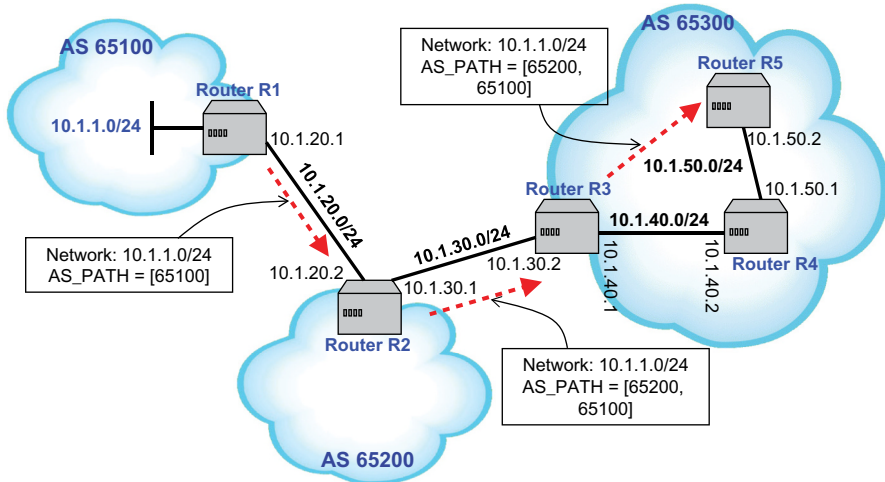 AS 65100
Network: 10.1.1.0/24
AS_PATH = [65200,
65100]
AS 65300
Router R5
Router R1
10.1.1.0/24
10.1.20.1
10.1.50.2
10.1.50.0/24
10.1.50.1
10.1.20.0/24
Router R3
10.1.40.0/24
Network: 10.1.1.0/24
AS_PATH = [65100]
10.1.30.0/24
10.1.20.2
10.1.30.2
Router R4
10.1.30.1
10.1.40.1
10.1.40.2
Router R2
Network: 10.1.1.0/24
AS_PATH = [65200,
65100]
AS 65200